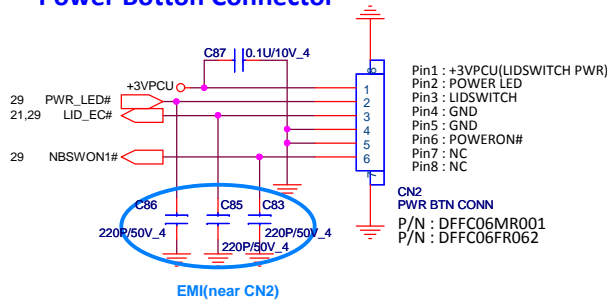 Power Botton Connector
C87
0.1U/10V_4
+3VPCU
29 PWR_LED#
21,29 LID_EC#
29 NBSWON1#
8
1
2
3
4
5
6
7
Pin1 : +3VPCU(LIDSWITCH PWR)
Pin2 : POWER LED
Pin3 : LIDSWITCH
Pin4 : GND
Pin5 : GND
Pin6 : POWERON#
Pin7 : NC
Pin8 : NC
CN2
PWR BTN CONN
P/N : DFFC06MR001
P/N : DFFC06FR062
C86 C85 C83
220P/50V_4 220P/50V_4
220P/50V_4
EMI(near CN2)